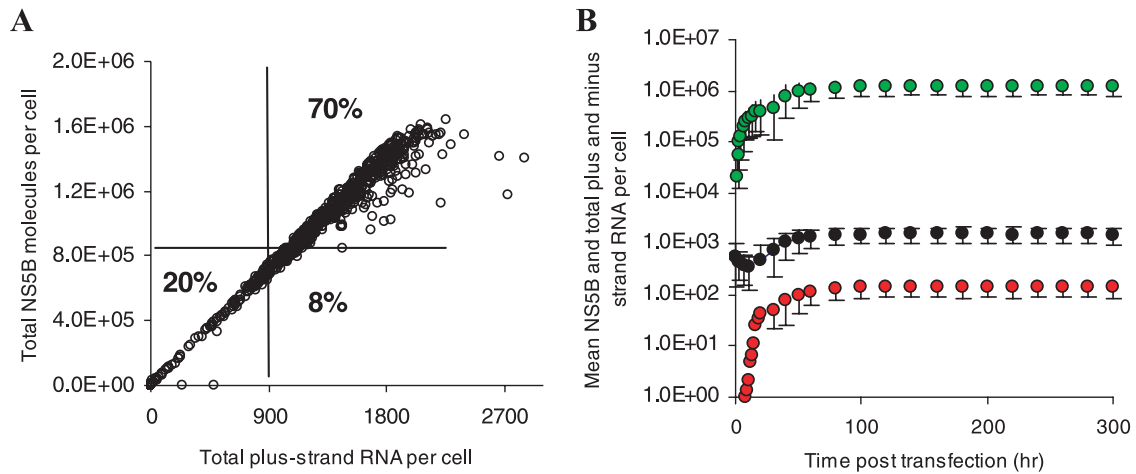 A
Total NS5B molecules per cell
2.0E+06
1.6E+06
1.2E+06
8.0E+05
4.0E+05
0.0E+00
70%
20%
8%
0 900 1800 2700
Total plus-strand RNA per cell
B
Mean NS5B and total plus and minus
strand RNA per cell
1.0E+07
1.0E+06
1.0E+05
1.0E+04
1.0E+03
1.0E+02
1.0E+01
1.0E+00
0 100 200 300
Time post transfection (hr)